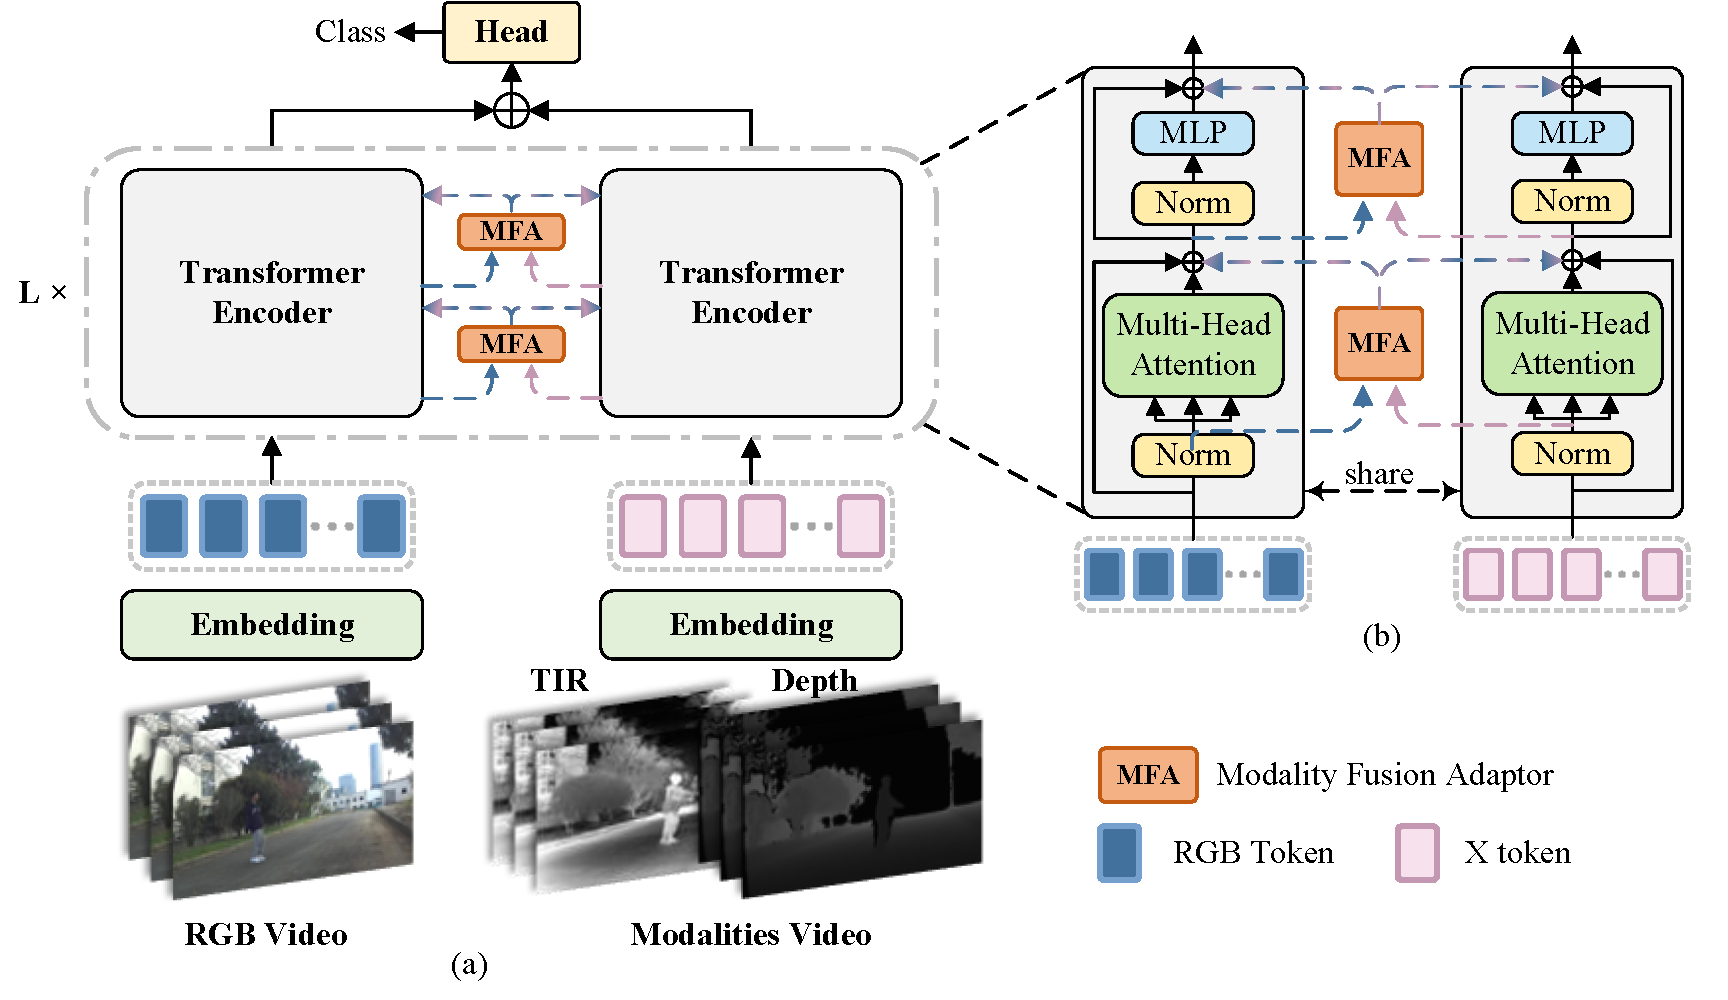 Class
Head
L ×
Transformer
Encoder
MFA
MFA
Transformer
Encoder
Embedding
Embedding
TIR
Depth
RGB Video
Modalities Video
(a)
MLP
Norm
Multi-Head
Attention
Norm
MFA
MFA
share
MLP
Norm
Multi-Head
Attention
Norm
(b)
MFA
Modality Fusion Adaptor
RGB Token
X token